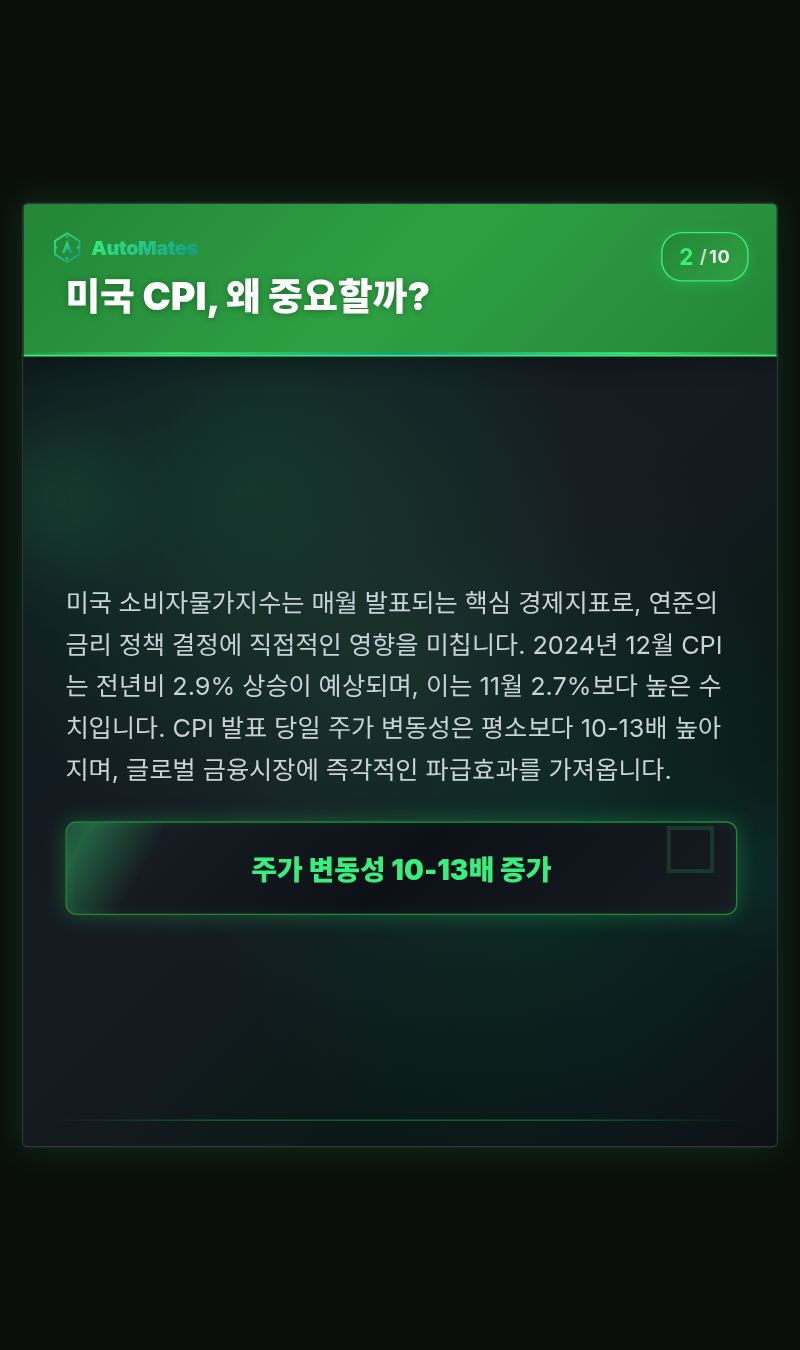 AutoMates
2 /10
미국 CPI, 왜 중요할까?
미국 소비자물가지수는 매월 발표되는 핵심 경제지표로, 연준의
금리 정책 결정에 직접적인 영향을 미칩니다. 2024년 12월 CPI
는 전년비 2.9% 상승이 예상되며, 이는 11월 2.7%보다 높은 수
치입니다. CPI 발표 당일 주가 변동성은 평소보다 10-13배 높아
지며, 글로벌 금융시장에 즉각적인 파급효과를 가져옵니다.
주가 변동성 10-13배 증가